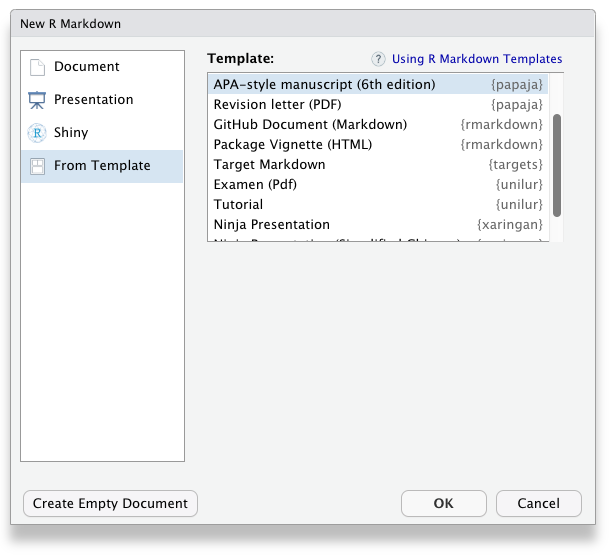 New R Markdown
Document
Presentation
R Shiny
From Template
Template: ? Using R Markdown Templates
APA-style manuscript (6th edition) {papaja}
Revision letter (PDF) {papaja}
GitHub Document (Markdown) {rmarkdown}
Package Vignette (HTML) {rmarkdown}
Target Markdown {targets}
Examen (Pdf) {unilur}
Tutorial {unilur}
Ninja Presentation {xaringan}
Create Empty Document OK Cancel